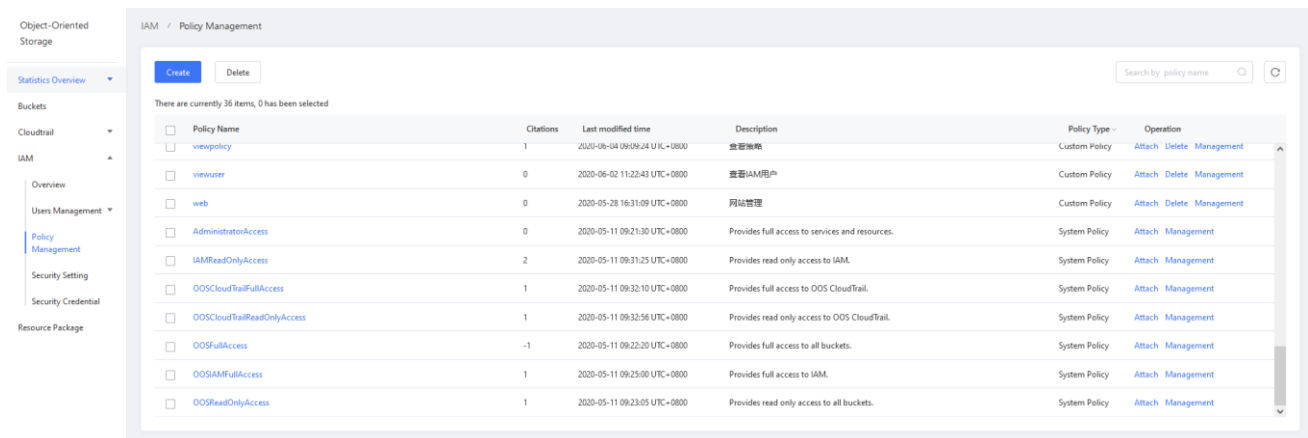 Object-Oriented
Storage
Statistics Overview
Buckets
Cloudtrail
IAM
Overview
Users Management
Policy
Management
Security Setting
Security Credential
Resource Package
IAM / Policy Management
Create Delete Search by policy name
There are currently 36 items, 0 has been selected
Policy Name Citations Last modified time Description Policy Type Operation
viewpolicy 1 2020-06-04 09:09:24 UTC+0800 查看策略 Custom Policy Attach Delete Management
viewuser 0 2020-06-02 11:22:43 UTC+0800 查看IAM用户 Custom Policy Attach Delete Management
web 0 2020-05-28 16:31:09 UTC+0800 网站管理 Custom Policy Attach Delete Management
AdministratorAccess 0 2020-05-11 09:21:30 UTC+0800 Provides full access to services and resources. System Policy Attach Management
IAMReadOnlyAccess 2 2020-05-11 09:31:25 UTC+0800 Provides read only access to IAM. System Policy Attach Management
OOSCloudTrailFullAccess 1 2020-05-11 09:32:10 UTC+0800 Provides full access to OOS CloudTrail. System Policy Attach Management
OOSCloudTrailReadOnlyAccess 1 2020-05-11 09:32:56 UTC+0800 Provides read only access to OOS CloudTrail. System Policy Attach Management
OOSFullAccess -1 2020-05-11 09:22:20 UTC+0800 Provides full access to all buckets. System Policy Attach Management
OOSIAMFullAccess 1 2020-05-11 09:25:00 UTC+0800 Provides full access to IAM. System Policy Attach Management
OOSReadOnlyAccess 1 2020-05-11 09:23:05 UTC+0800 Provides read only access to all buckets. System Policy Attach Management